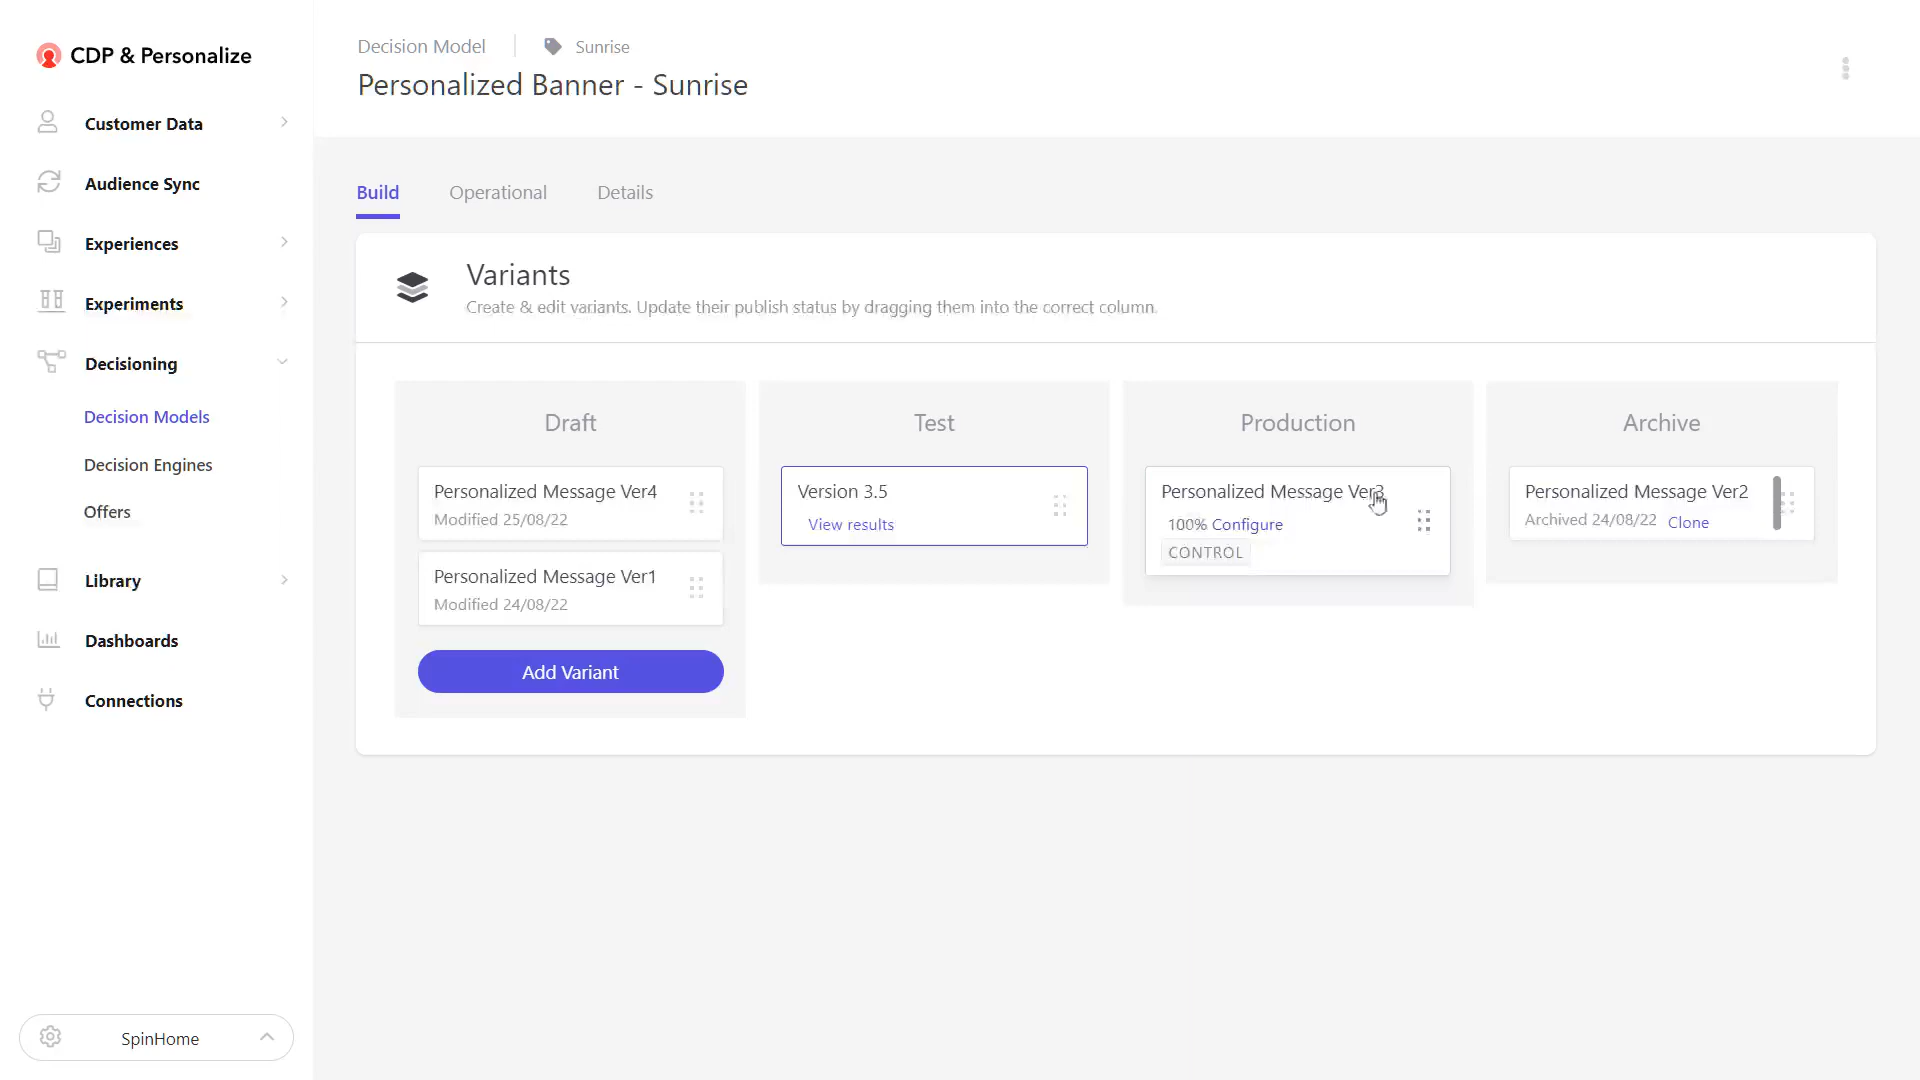 CDP & Personalize
Customer Data
Audience Sync
Experiences
Experiments
Decisioning
Decision Models
Decision Engines
Offers
Library
Dashboards
Connections
SpinHome
Decision Model
Sunrise
Personalized Banner - Sunrise
Build
Operational
Details
Variants
Create & edit variants. Update their publish status by dragging them into the correct column.
Draft
Personalized Message Ver4
Modified 25/08/22
Personalized Message Ver1
Modified 24/08/22
Add Variant
Test
Version 3.5
View results
Production
Personalized Message Ver3
100% Configure
CONTROL
Archive
Personalized Message Ver2
Archived 24/08/22 Clone